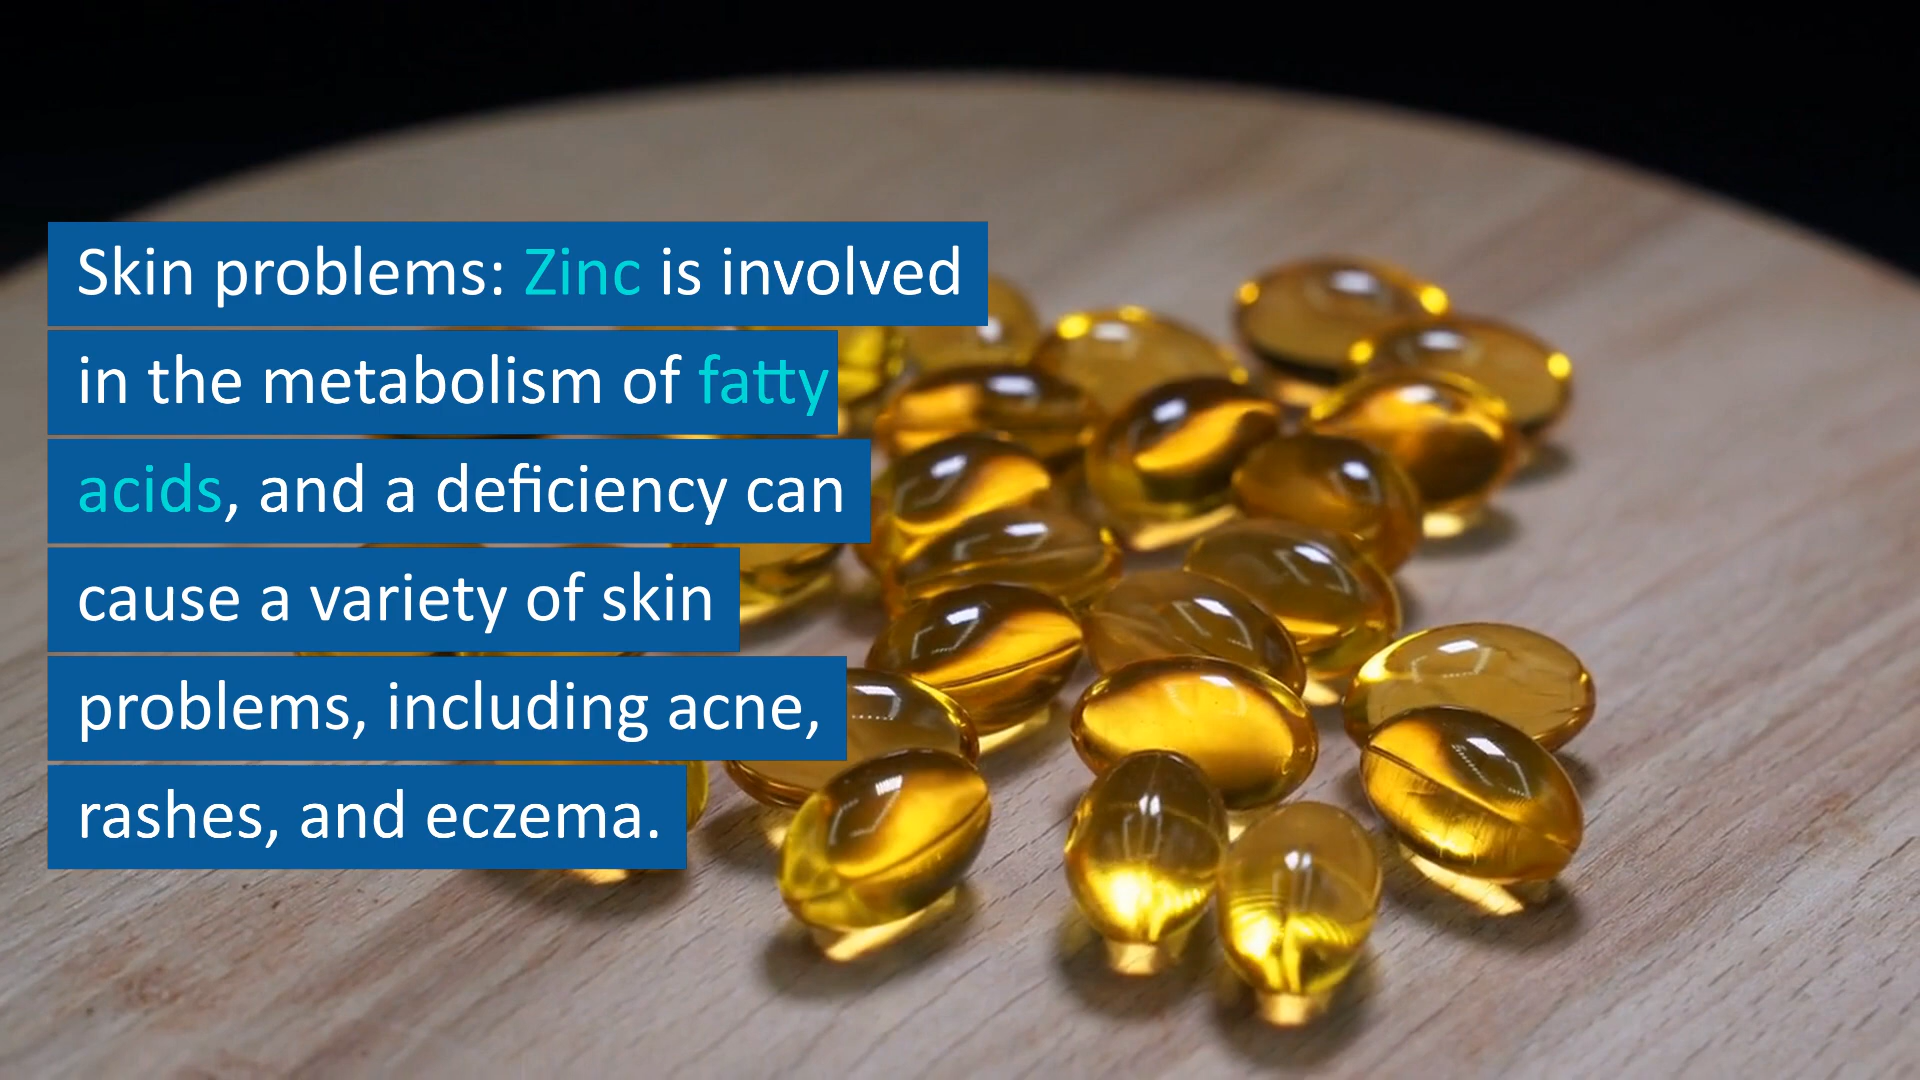 Skin problems: Zinc is involved
in the metabolism of fatty
acids, and a deficiency can
cause a variety of skin
problems, including acne,
rashes, and eczema.